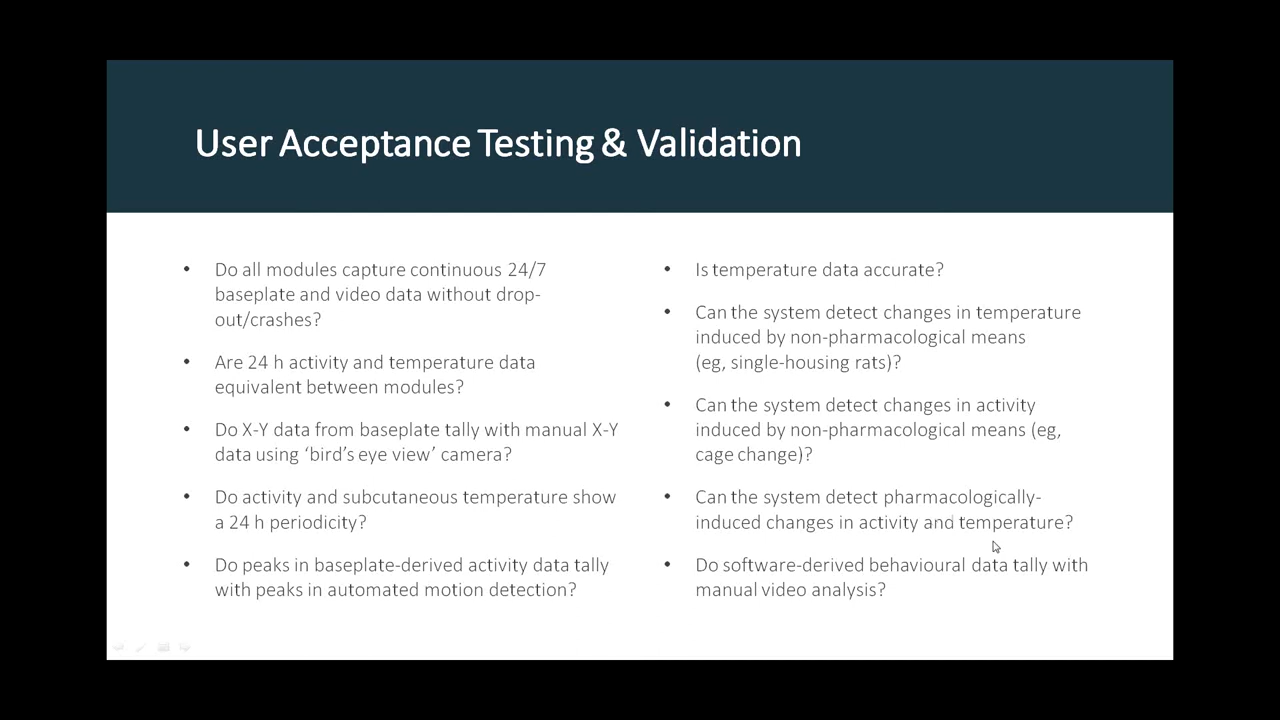 User Acceptance Testing & Validation
• Do all modules capture continuous 24/7
baseplate and video data without drop-
out/crashes?
• Are 24 h activity and temperature data
equivalent between modules?
• Do X-Y data from baseplate tally with manual X-Y
data using ‘bird’s eye view’ camera?
• Do activity and subcutaneous temperature show
a 24 h periodicity?
• Do peaks in baseplate-derived activity data tally
with peaks in automated motion detection?
• Is temperature data accurate?
• Can the system detect changes in temperature
induced by non-pharmacological means
(eg, single-housing rats)?
• Can the system detect changes in activity
induced by non-pharmacological means (eg,
cage change)?
• Can the system detect pharmacologically-
induced changes in activity and temperature?
• Do software-derived behavioural data tally with
manual video analysis?